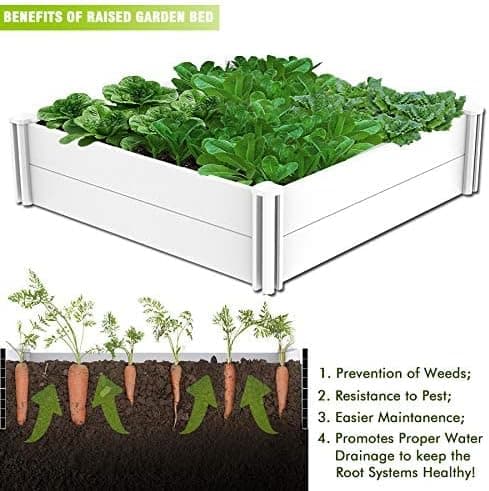 BENEFITS OF RAISED GARDEN BED
1. Prevention of Weeds;
2. Resistance to Pest;
3. Easier Maintanence;
4. Promotes Proper Water
Drainage to keep the
Root Systems Healthy!